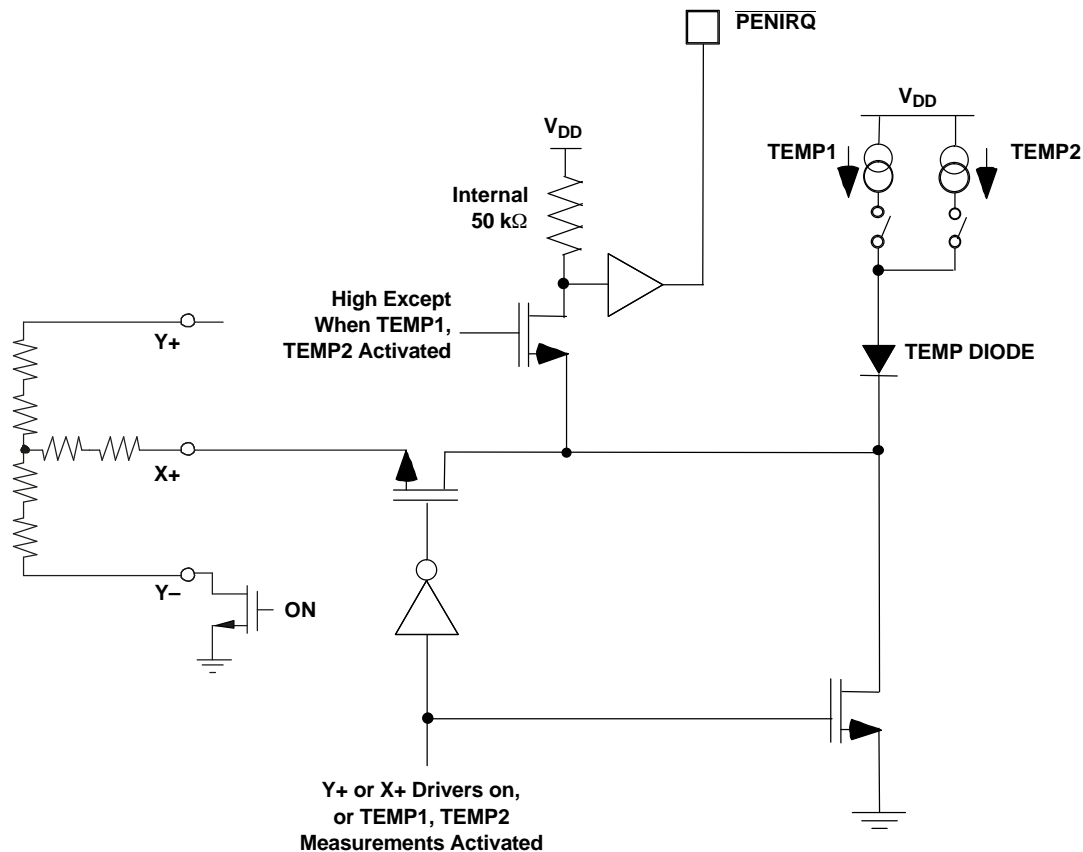 PENIRQ
VDD
TEMP1
TEMP2
VDD
Internal
50 kΩ
High Except
When TEMP1,
TEMP2 Activated
TEMP DIODE
Y+
X+
Y–
ON
Y+ or X+ Drivers on,
or TEMP1, TEMP2
Measurements Activated